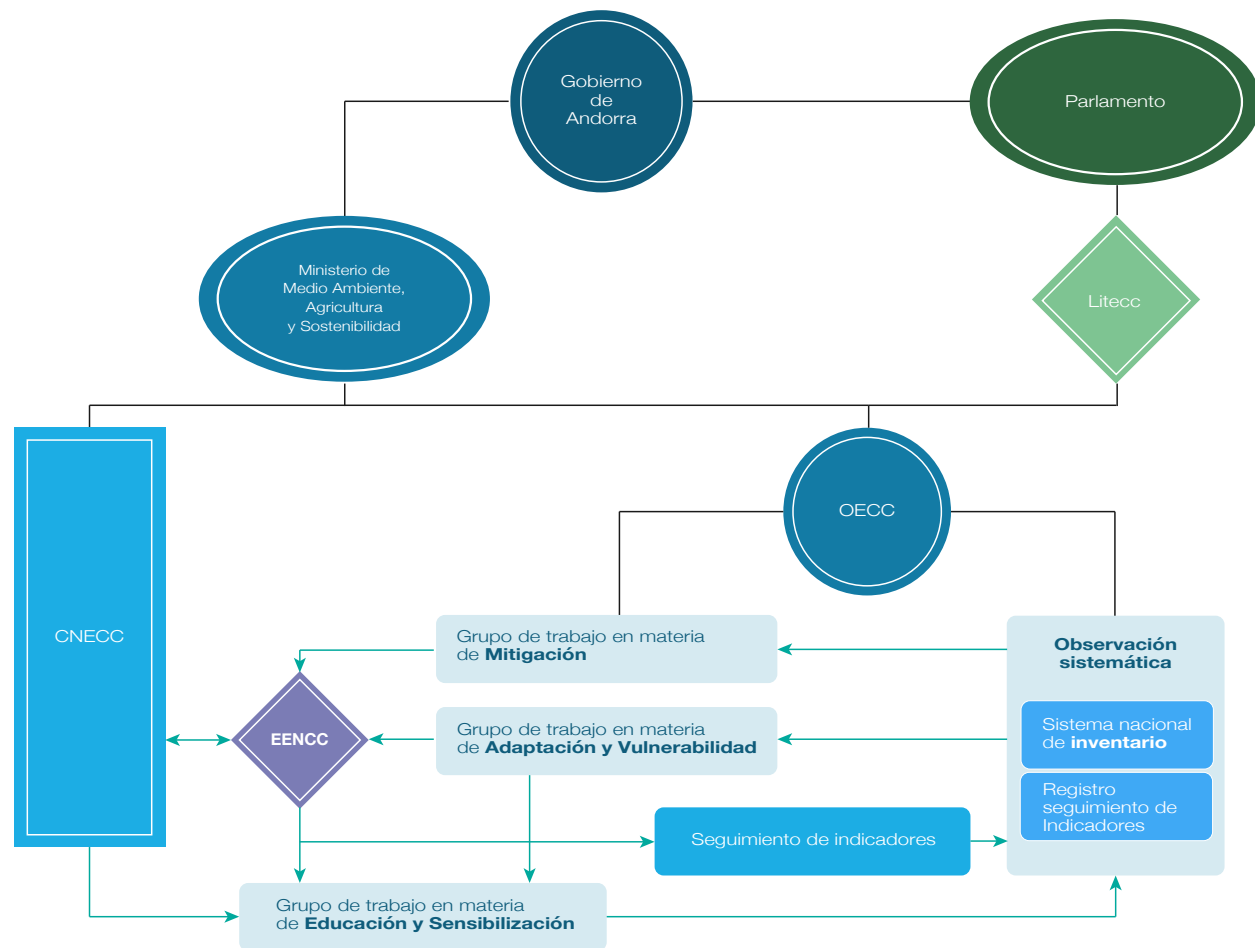 Gobierno
de
Andorra
Parlamento
Ministerio de
Medio Ambiente,
Agricultura
y Sostenibilidad
Litecc
OECC
CNECC
Grupo de trabajo en materia
de Mitigación
Observación
sistemática
EENCC
Grupo de trabajo en materia
de Adaptación y Vulnerabilidad
Sistema nacional
de inventario
Registro
seguimiento de
Indicadores
Seguimiento de indicadores
Grupo de trabajo en materia
de Educación y Sensibilización